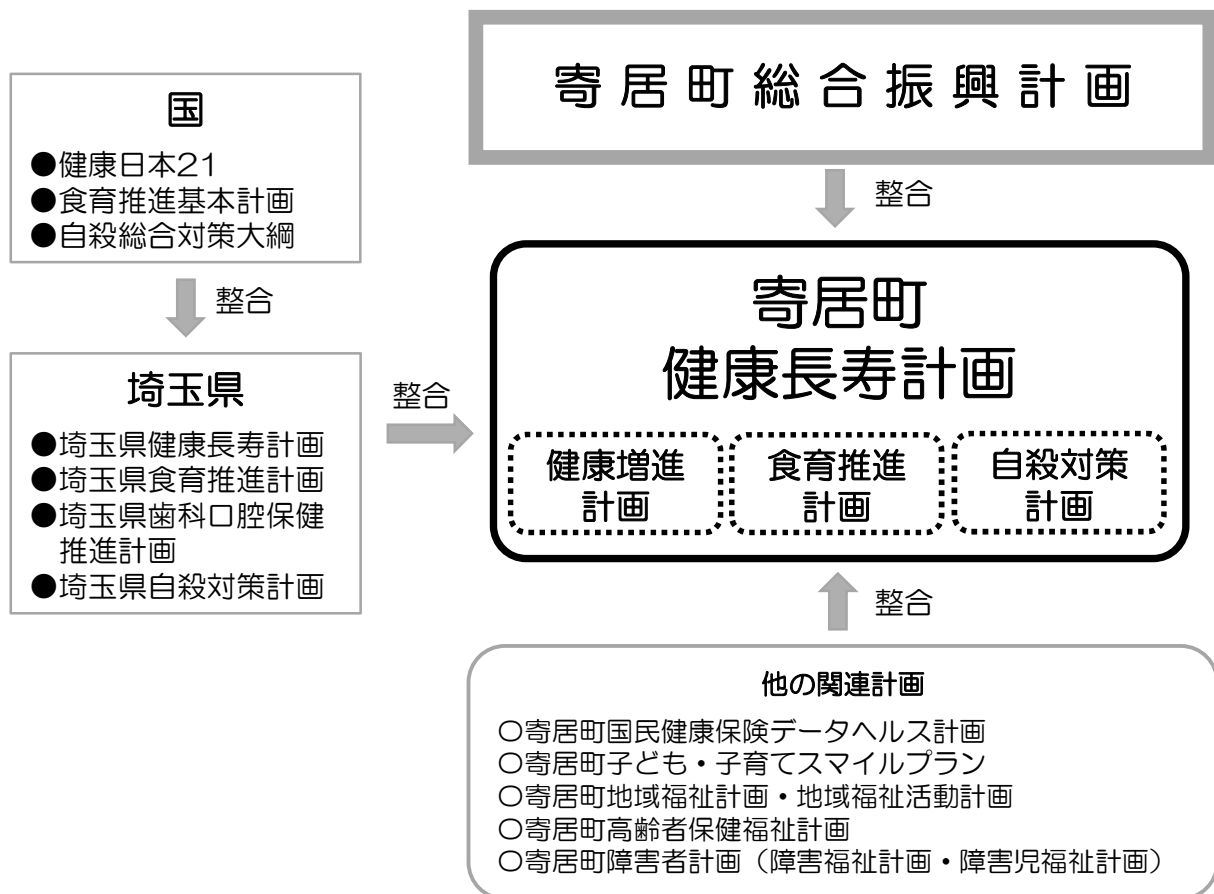 寄居町総合振興計画
整合
国
●健康日本21
●食育推進基本計画
●自殺総合対策大綱
整合
埼玉県
●埼玉県健康長寿計画
●埼玉県食育推進計画
●埼玉県歯科口腔保健
推進計画
●埼玉県自殺対策計画
整合
寄居町
健康長寿計画
健康増進
計画
食育推進
計画
自殺対策
計画
整合
他の関連計画
○寄居町国民健康保険データヘルス計画
○寄居町子ども・子育てスマイルプラン
○寄居町地域福祉計画・地域福祉活動計画
○寄居町高齢者保健福祉計画
○寄居町障害者計画（障害福祉計画・障害児福祉計画）